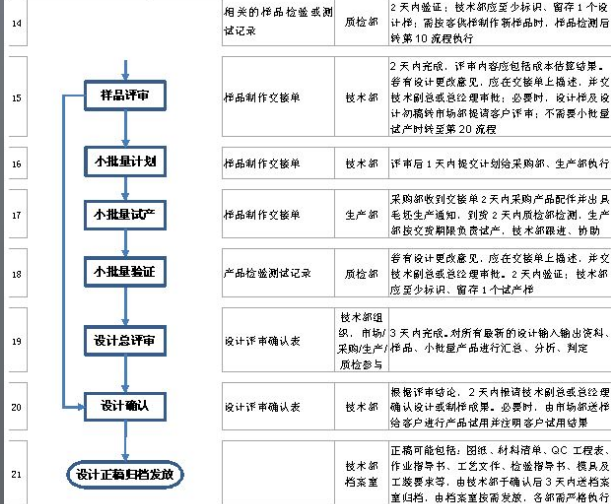 14
相关的样品检验或测
试记录
质检部
2 天内验证；技术部应至少标识、留存 1 个设
计样；需按客供样制作新样品时，样品检测后
转第 10 流程执行
15
样品评审
样品制作交接单
技术部
2 天内完成，评审内容应包括成本估算结果。
若有设计更改意见，应在交接单上描述，并交
技术副总或总经理审批；必要时，设计样及设
计初稿转市场部提请客户评审；不需要小批量
试产时转至第 20 流程
16
小批量计划
样品制作交接单
技术部
评审后 1 天内提交计划给采购部、生产部执行
17
小批量试产
样品制作交接单
生产部
采购部收到交接单 2 天内采购产品配件并出具
毛坯生产通知，到货 2 天内质检部检测，生产
部按交货期限负责试产，技术部跟进、协助
18
小批量验证
产品检验测试记录
质检部
若有设计更改意见，应在交接单上描述，并交
技术副总或总经理审批。2 天内验证；技术部
应至少标识、留存 1 个试产样
19
设计总评审
设计评审确认表
技术部组
织，市场/
采购/生产/
质检参与
3 天内完成。对所有最新的设计输入输出资料、
样品、小批量产品进行汇总、分析、判定
20
设计确认
设计评审确认表
技术部
根据评审结论，2 天内报请技术副总或总经理
确认设计或制样成果。必要时，由市场部送样
给客户进行产品试用并注明客户试用结果
21
设计正稿归档发放
技术部
档案室
正稿可能包括：图纸、材料清单、QC 工程表、
作业指导书、工艺文件、检验指导书、模具及
工装要求等，由技术部于确认后 3 天内送档案
室归档，由档案室按需发放，各部需严格执行